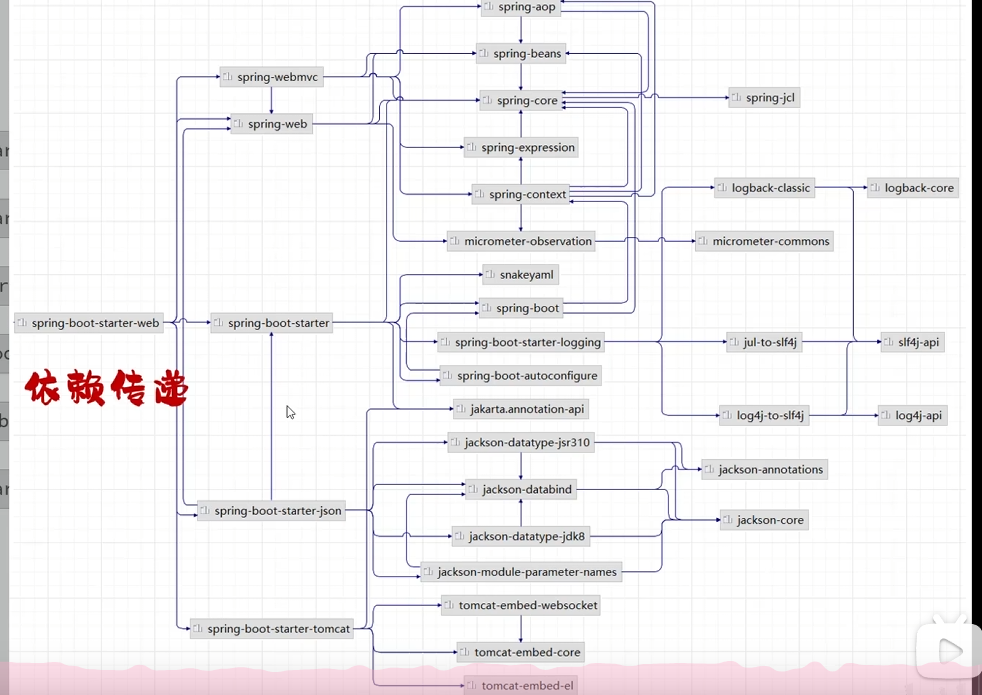 spring-aop
spring-beans
spring-webmvc
spring-core
spring-jcl
spring-web
spring-expression
spring-context
logback-classic
logback-core
micrometer-observation
micrometer-commons
snakeyaml
spring-boot
spring-boot-starter-web
spring-boot-starter
spring-boot-starter-logging
jul-to-slf4j
slf4j-api
spring-boot-autoconfigure
依赖传递
jakarta.annotation-api
log4j-to-slf4j
log4j-api
jackson-datatype-jsr310
jackson-annotations
jackson-databind
spring-boot-starter-json
jackson-core
jackson-datatype-jdk8
jackson-module-parameter-names
tomcat-embed-websocket
spring-boot-starter-tomcat
tomcat-embed-core
tomcat-embed-el